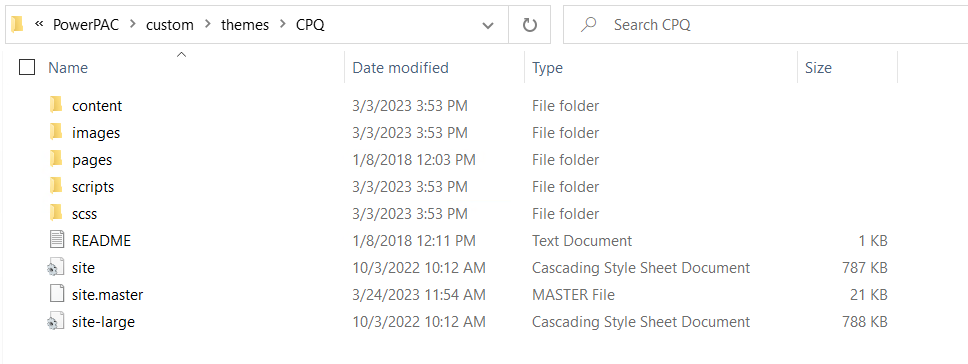 « PowerPAC > custom > themes > CPQ Search CPQ
Name Date modified Type Size
content 3/3/2023 3:53 PM File folder
images 3/3/2023 3:53 PM File folder
pages 1/8/2018 12:03 PM File folder
scripts 3/3/2023 3:53 PM File folder
scss 3/3/2023 3:53 PM File folder
README 1/8/2018 12:11 PM Text Document 1 KB
site 10/3/2022 10:12 AM Cascading Style Sheet Document 787 KB
site.master 3/24/2023 11:54 AM MASTER File 21 KB
site-large 10/3/2022 10:12 AM Cascading Style Sheet Document 788 KB